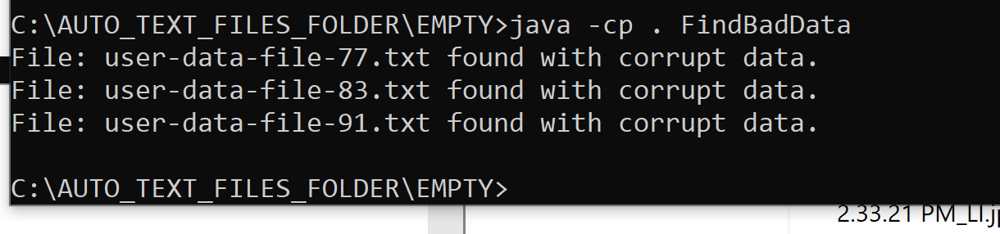 C:\AUTO_TEXT_FILES_FOLDER\EMPTY>java -cp . FindBadData
File: user-data-file-77.txt found with corrupt data.
File: user-data-file-83.txt found with corrupt data.
File: user-data-file-91.txt found with corrupt data.
C:\AUTO_TEXT_FILES_FOLDER\EMPTY>
2.33.21 PM_LI.jp